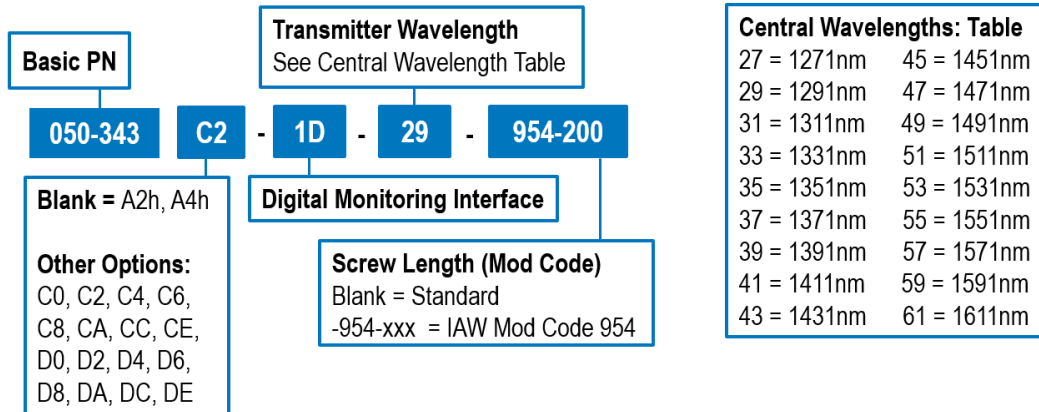 Basic PN
Transmitter Wavelength
See Central Wavelength Table
050-343 C2 - 1D - 29 - 954-200
Blank = A2h, A4h
Other Options:
C0, C2, C4, C6,
C8, CA, CC, CE,
D0, D2, D4, D6,
D8, DA, DC, DE
Digital Monitoring Interface
Screw Length (Mod Code)
Blank = Standard
-954-xxx = IAW Mod Code 954
Central Wavelengths: Table
27 = 1271nm 45 = 1451nm
29 = 1291nm 47 = 1471nm
31 = 1311nm 49 = 1491nm
33 = 1331nm 51 = 1511nm
35 = 1351nm 53 = 1531nm
37 = 1371nm 55 = 1551nm
39 = 1391nm 57 = 1571nm
41 = 1411nm 59 = 1591nm
43 = 1431nm 61 = 1611nm